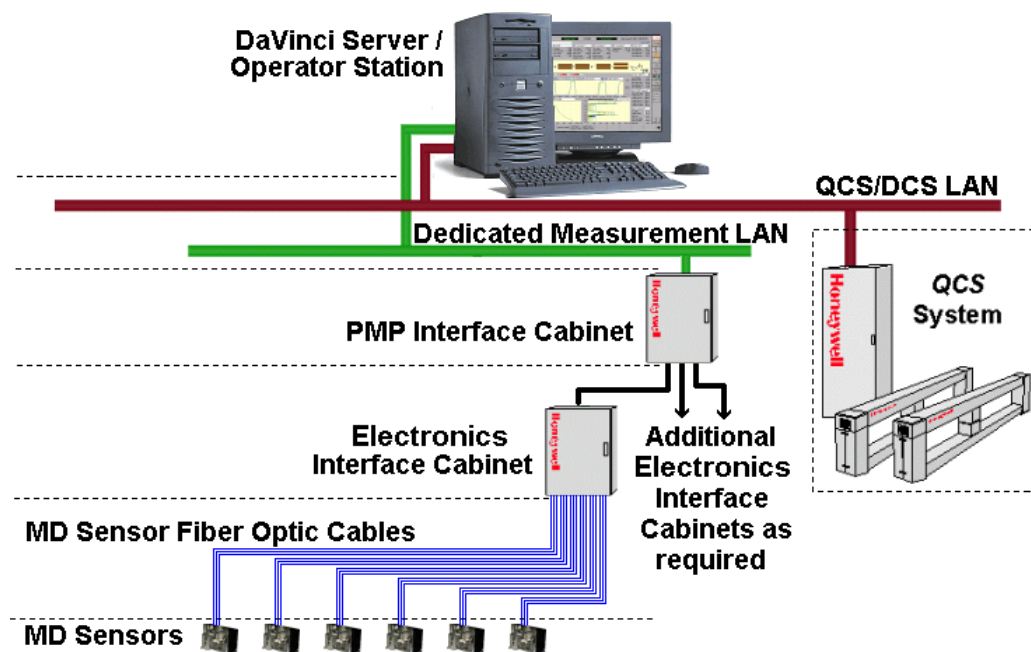 DaVinci Server /
Operator Station
QCS/DCS LAN
Dedicated Measurement LAN
Honeywell
PMP Interface Cabinet
Honeywell
QCS
System
Honeywell
Electronics
Interface Cabinet
Additional
Electronics
Interface
Cabinets as
required
MD Sensor Fiber Optic Cables
MD Sensors